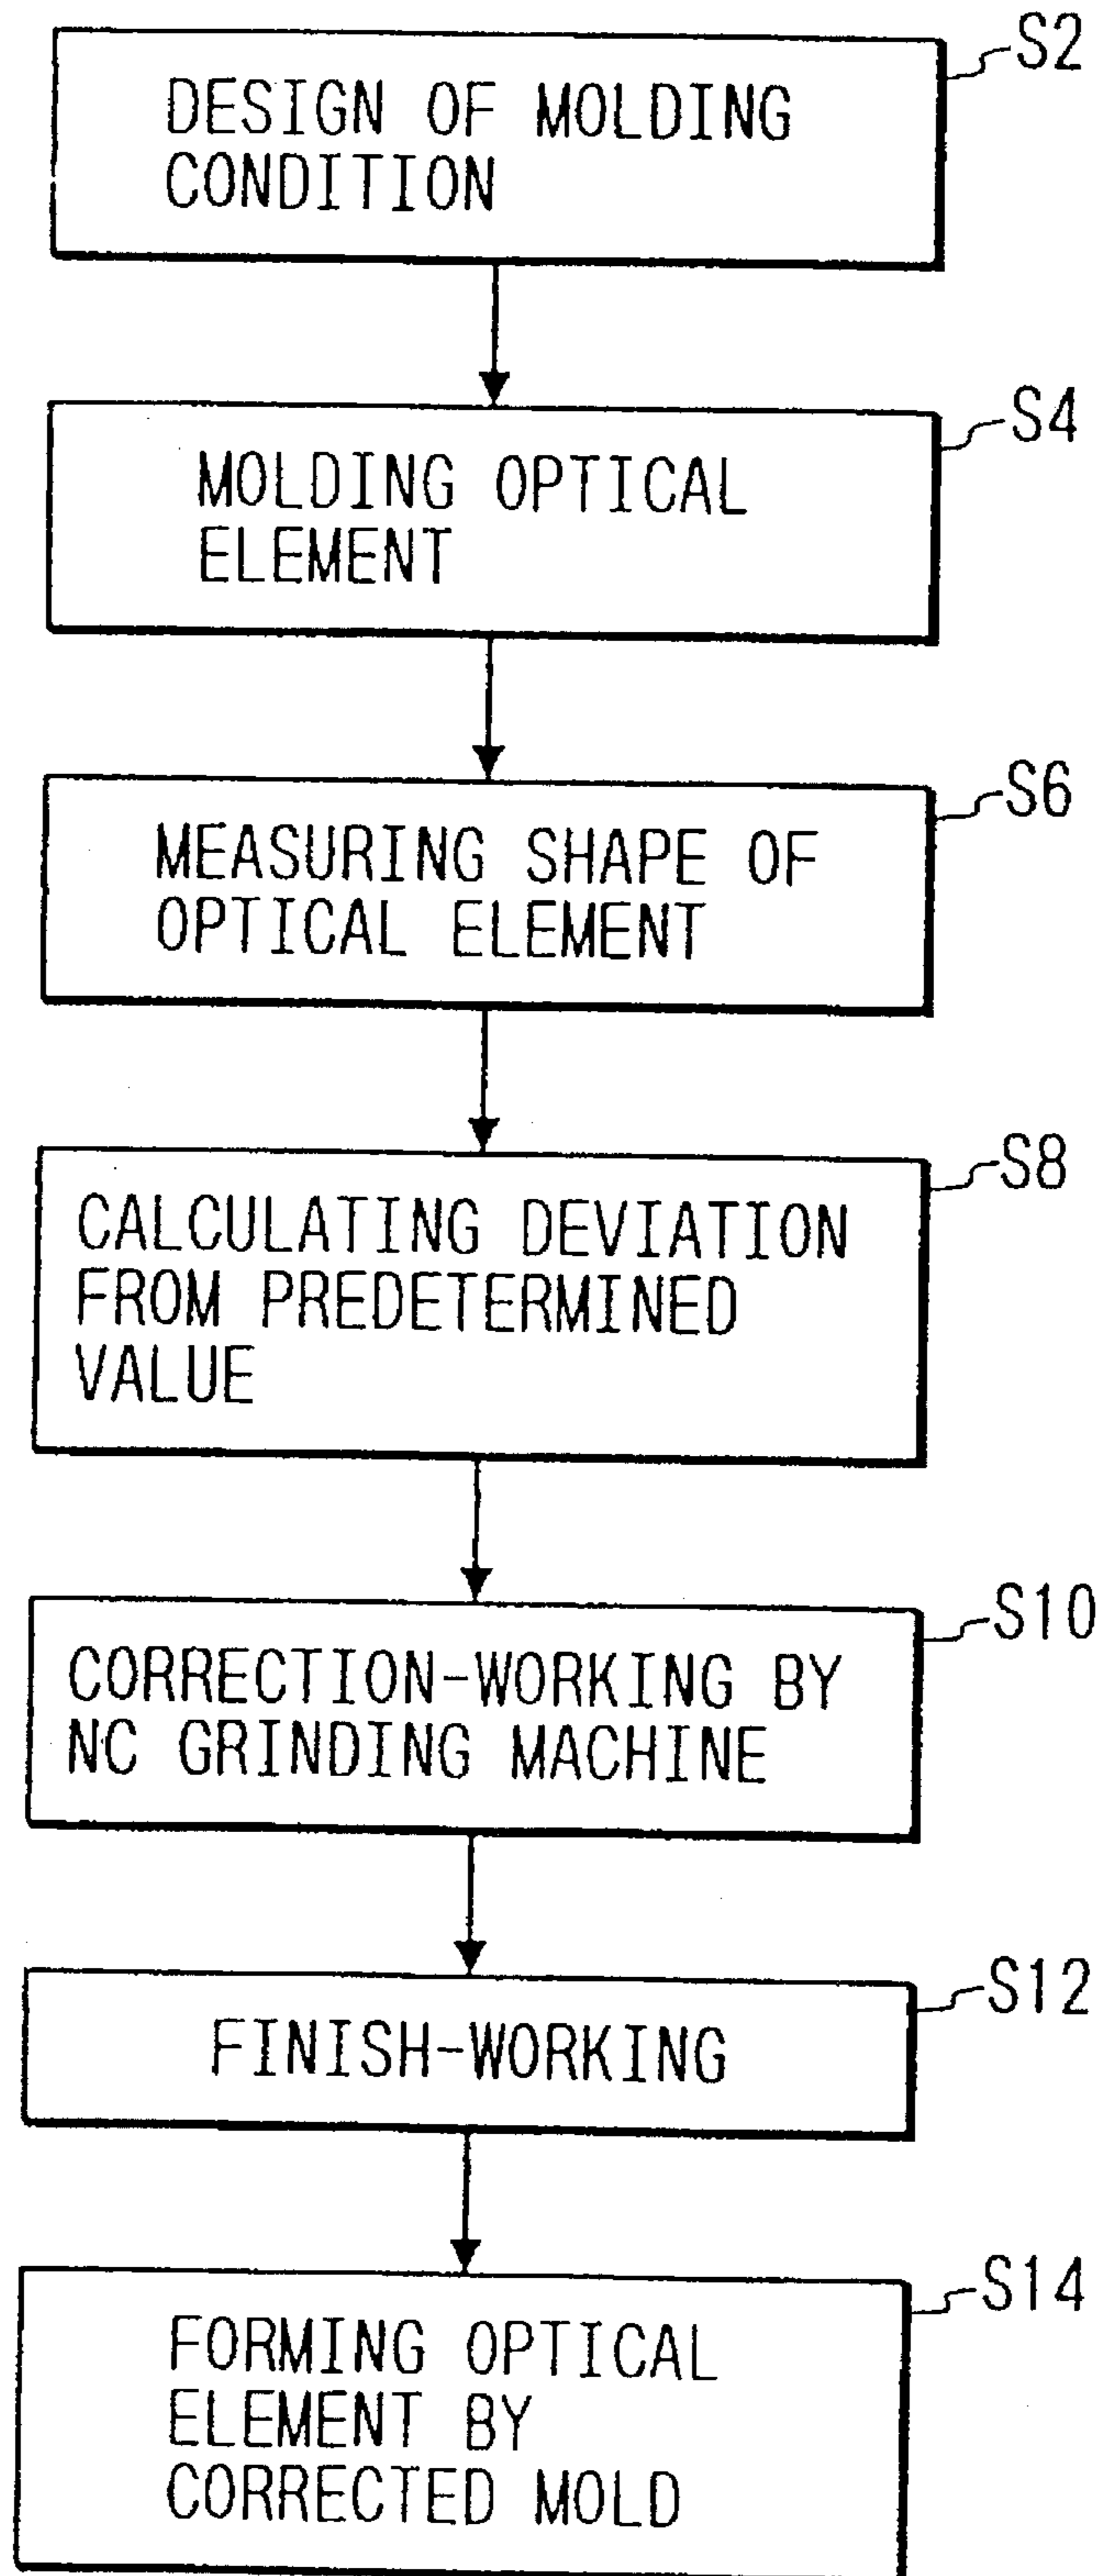 S2
DESIGN OF MOLDING
CONDITION
S4
MOLDING OPTICAL
ELEMENT
S6
MEASURING SHAPE OF
OPTICAL ELEMENT
S8
CALCULATING DEVIATION
FROM PREDETERMINED
VALUE
S10
CORRECTION-WORKING BY
NC GRINDING MACHINE
S12
FINISH-WORKING
S14
FORMING OPTICAL
ELEMENT BY
CORRECTED MOLD